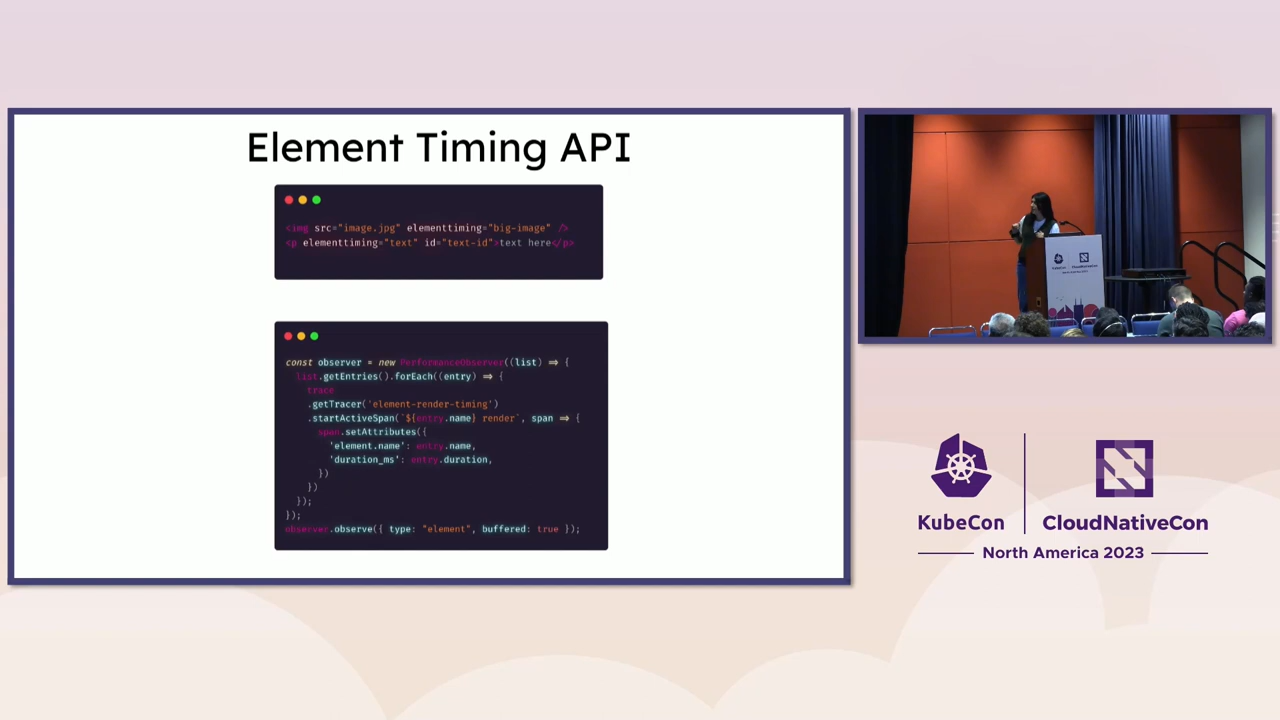 Element Timing API
<img src="image.jpg" elementtiming="big-image" />
<p elementtiming="text" id="text-id">text here</p>
const observer = new PerformanceObserver((list) => {
list.getEntries().forEach((entry) => {
trace
.getTracer('element-render-timing')
.startActiveSpan(`${entry.name} render`, span => {
span.setAttributes({
'element.name': entry.name,
'duration_ms': entry.duration,
})
})
});
});
observer.observe({ type: "element", buffered: true });
KubeCon
CloudNativeCon
KubeCon
CloudNativeCon
North America 2023